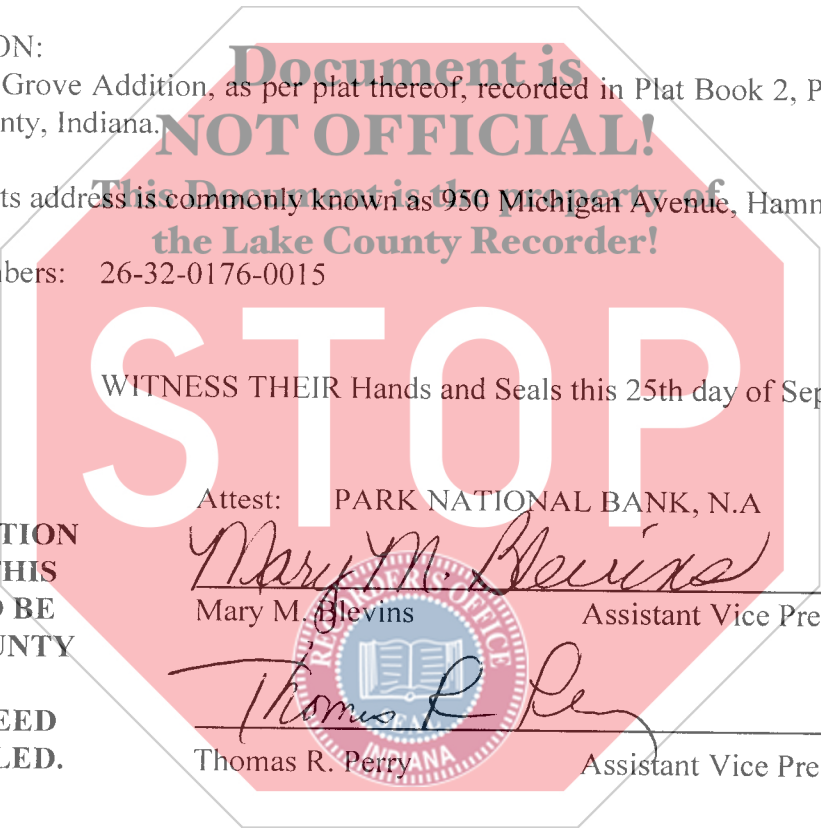 ON:
Document is
Grove Addition, as per plat thereof, recorded in Plat Book 2, P
nty, Indiana.
NOT OFFICIAL!
This Document is the property of
ts address is commonly known as 950 Michigan Avenue, Hamm
the Lake County Recorder!
bers: 26-32-0176-0015
STOP
WITNESS THEIR Hands and Seals this 25th day of Sep
Attest: PARK NATIONAL BANK, N.A
TION
HIS
Mary M. Blevins
D BE
Mary M. Blevins Assistant Vice Pre
UNTY
RECORDER'S OFFICE
SEAL
INDIANA
EED
Thomas R Perry
LED.
Thomas R. Perry Assistant Vice Pre